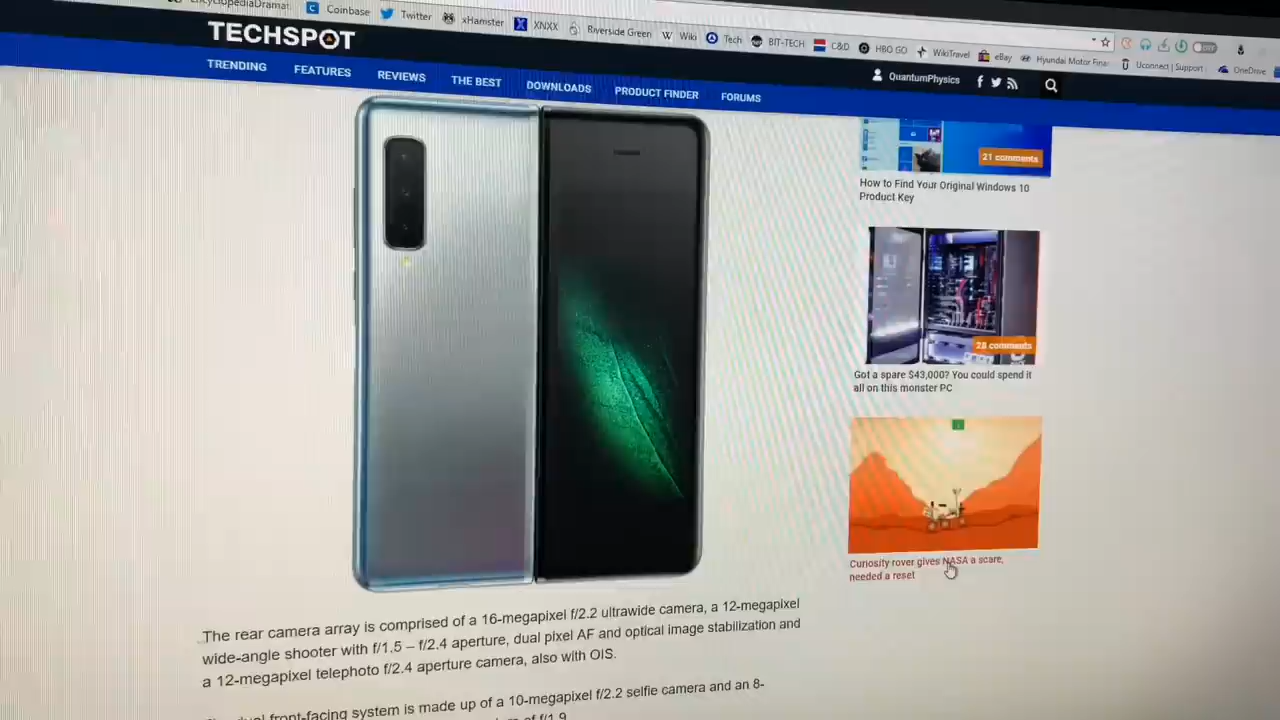 Coinbase
Twitter
xHamster
XNXX
Riverside Green
Wiki
Tech
BIT-TECH
C&D
HBO GO
WikiTravel
eBay
Hyundai Motor Fina
Uconnect | Support
OneDrive
TECHSPOT
TRENDING
FEATURES
REVIEWS
THE BEST
DOWNLOADS
PRODUCT FINDER
FORUMS
QuantumPhysics
OFF
21 comments
How to Find Your Original Windows 10
Product Key
28 comments
Got a spare $43,000? You could spend it
all on this monster PC
Curiosity rover gives NASA a scare,
needed a reset
The rear camera array is comprised of a 16-megapixel f/2.2 ultrawide camera, a 12-megapixel
wide-angle shooter with f/1.5 – f/2.4 aperture, dual pixel AF and optical image stabilization and
a 12-megapixel telephoto f/2.4 aperture camera, also with OIS.
front-facing system is made up of a 10-megapixel f/2.2 selfie camera and an 8-
of f/1.9